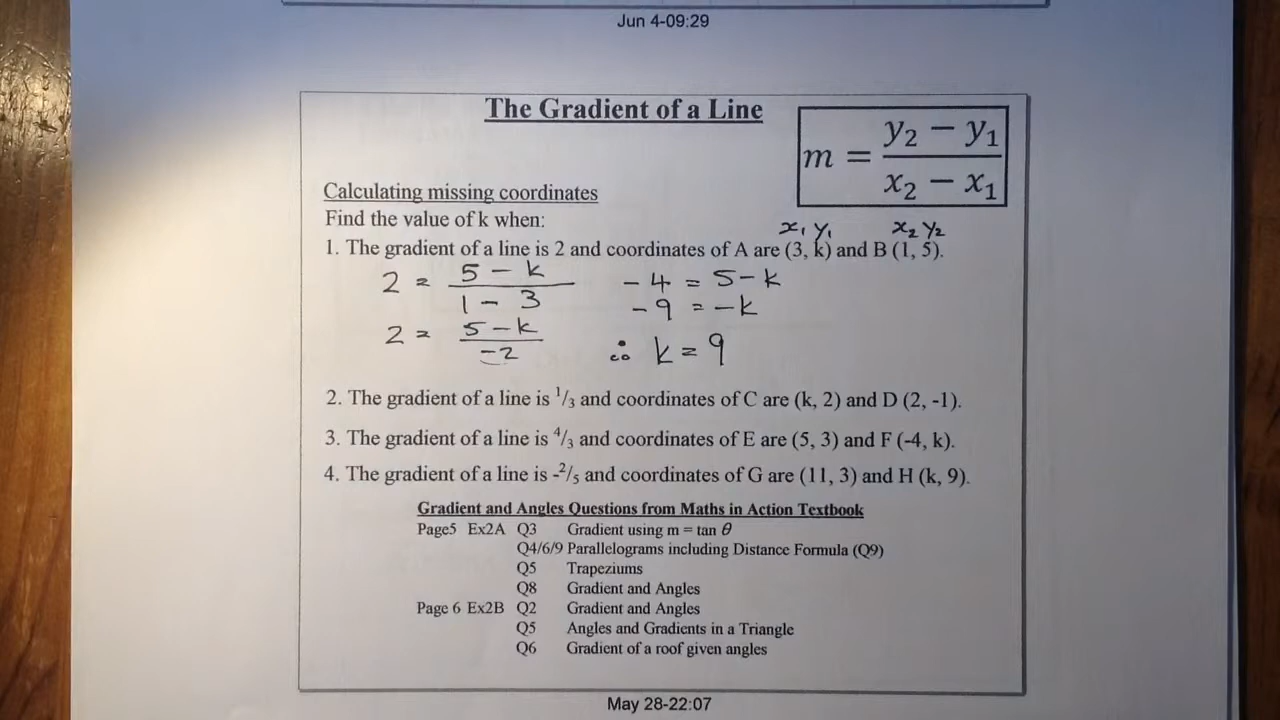 Jun 4-09:29
The Gradient of a Line
m = y₂ − y₁ / x₂ − x₁
Calculating missing coordinates
Find the value of k when:
x₁ y₁ x₂ y₂
1. The gradient of a line is 2 and coordinates of A are (3, k) and B (1, 5).
2 = 5 − k / 1 − 3
2 = 5 − k / −2
−4 = 5 − k
−9 = −k
∴ k = 9
2. The gradient of a line is ¹/₃ and coordinates of C are (k, 2) and D (2, -1).
3. The gradient of a line is ⁴/₃ and coordinates of E are (5, 3) and F (-4, k).
4. The gradient of a line is -²/₅ and coordinates of G are (11, 3) and H (k, 9).
Gradient and Angles Questions from Maths in Action Textbook
Page5 Ex2A Q3 Gradient using m = tan θ
Q4/6/9 Parallelograms including Distance Formula (Q9)
Q5 Trapeziums
Q8 Gradient and Angles
Page 6 Ex2B Q2 Gradient and Angles
Q5 Angles and Gradients in a Triangle
Q6 Gradient of a roof given angles
May 28-22:07